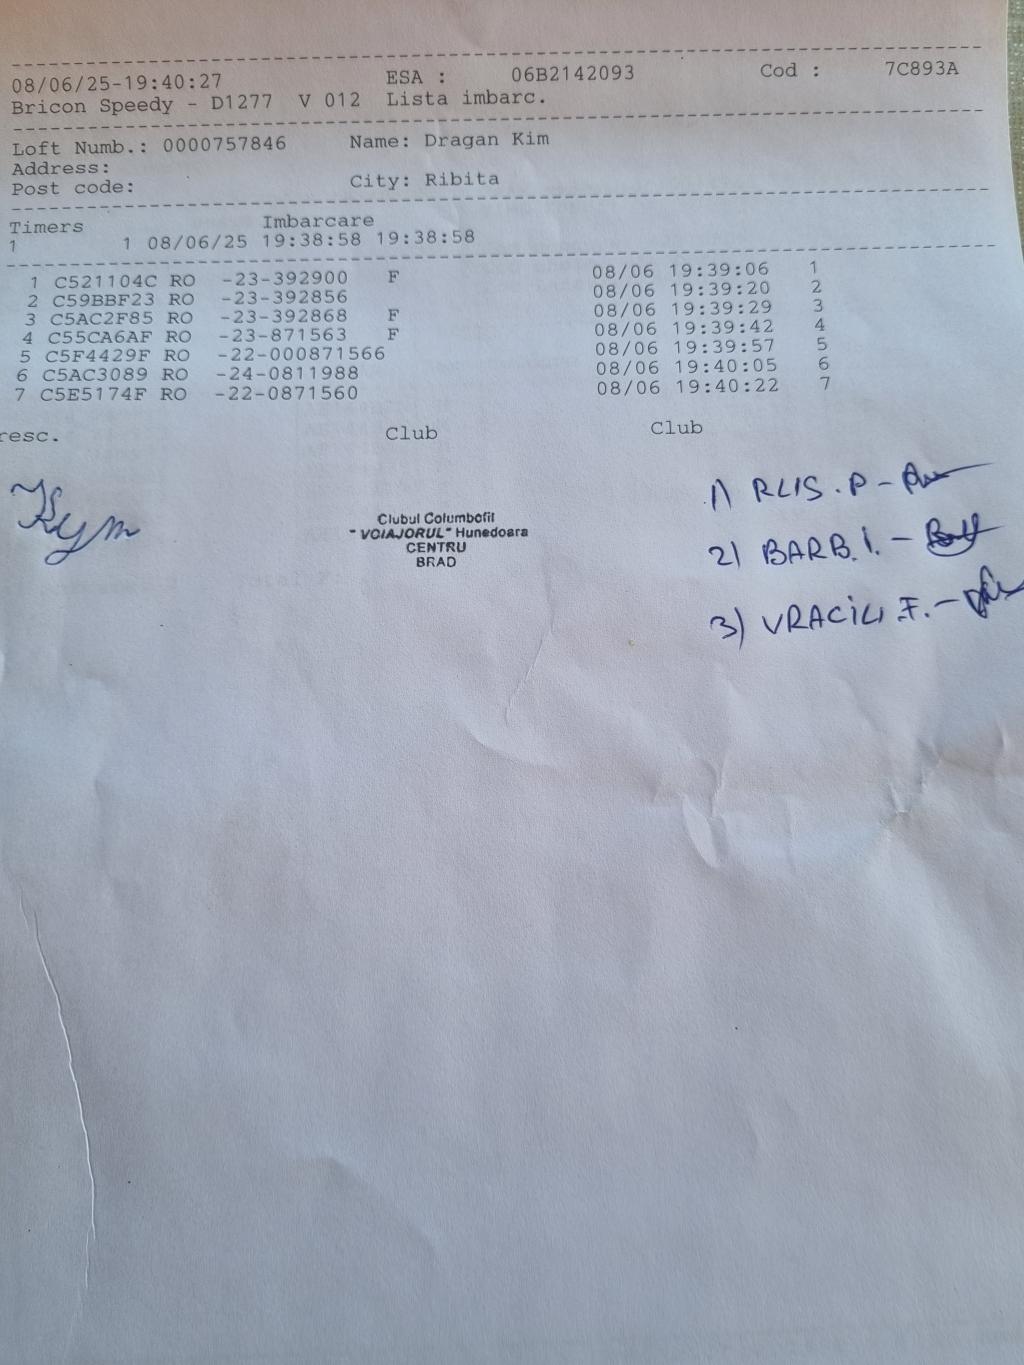 08/06/25-19:40:27 ESA : 06B2142093 Cod : 7C893A
Bricon Speedy - D1277 V 012 Lista imbarc.
Loft Numb.: 0000757846 Name: Dragan Kim
Address:
Post code: City: Ribita
Timers Imbarcare
1 1 08/06/25 19:38:58 19:38:58
1 C521104C RO -23-392900 F 08/06 19:39:06 1
2 C59BBF23 RO -23-392856 08/06 19:39:20 2
3 C5AC2F85 RO -23-392868 F 08/06 19:39:29 3
4 C55CA6AF RO -23-871563 F 08/06 19:39:42 4
5 C5F4429F RO -22-000871566 08/06 19:39:57 5
6 C5AC3089 RO -24-0811988 08/06 19:40:05 6
7 C5E5174F RO -22-0871560 08/06 19:40:22 7
resc. Club Club
Kym
Clubul Columbofil
"VOIAJORUL" Hunedoara
CENTRU
BRAD
1) RLIS. P -
2) BARB. I. -
3) VRACIU F. -